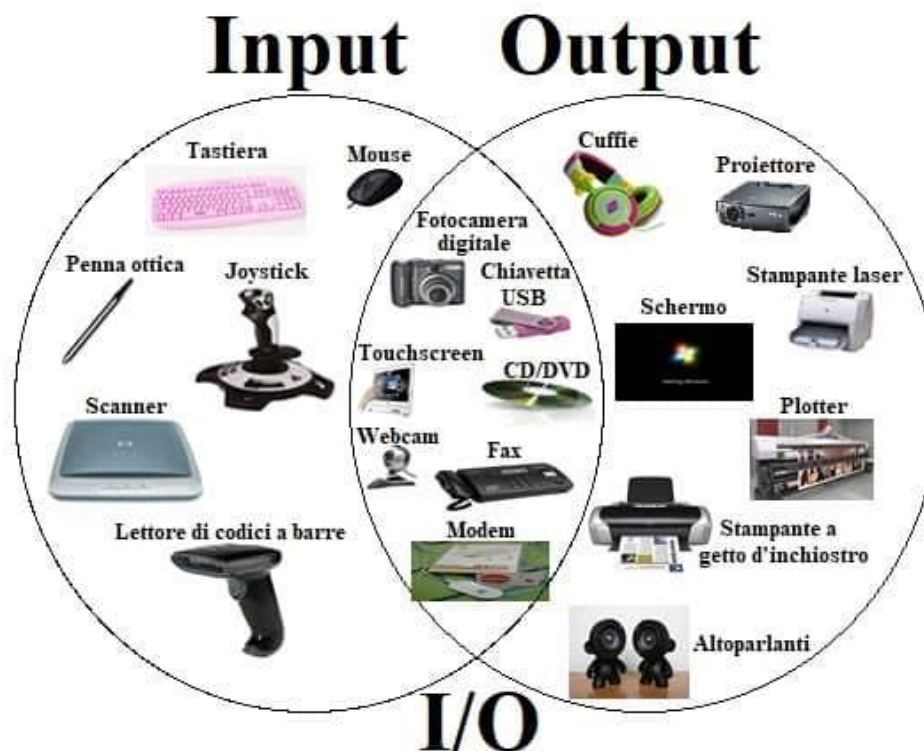 Input Output
Tastiera
Mouse
Cuffie
Proiettore
Fotocamera
digitale
Penna ottica
Joystick
Chiavetta
USB
Schermo
Stampante laser
Touchscreen
CD/DVD
Scanner
Plotter
Webcam
Fax
Lettore di codici a barre
Modem
Stampante a
getto d'inchiostro
Altoparlanti
I/O